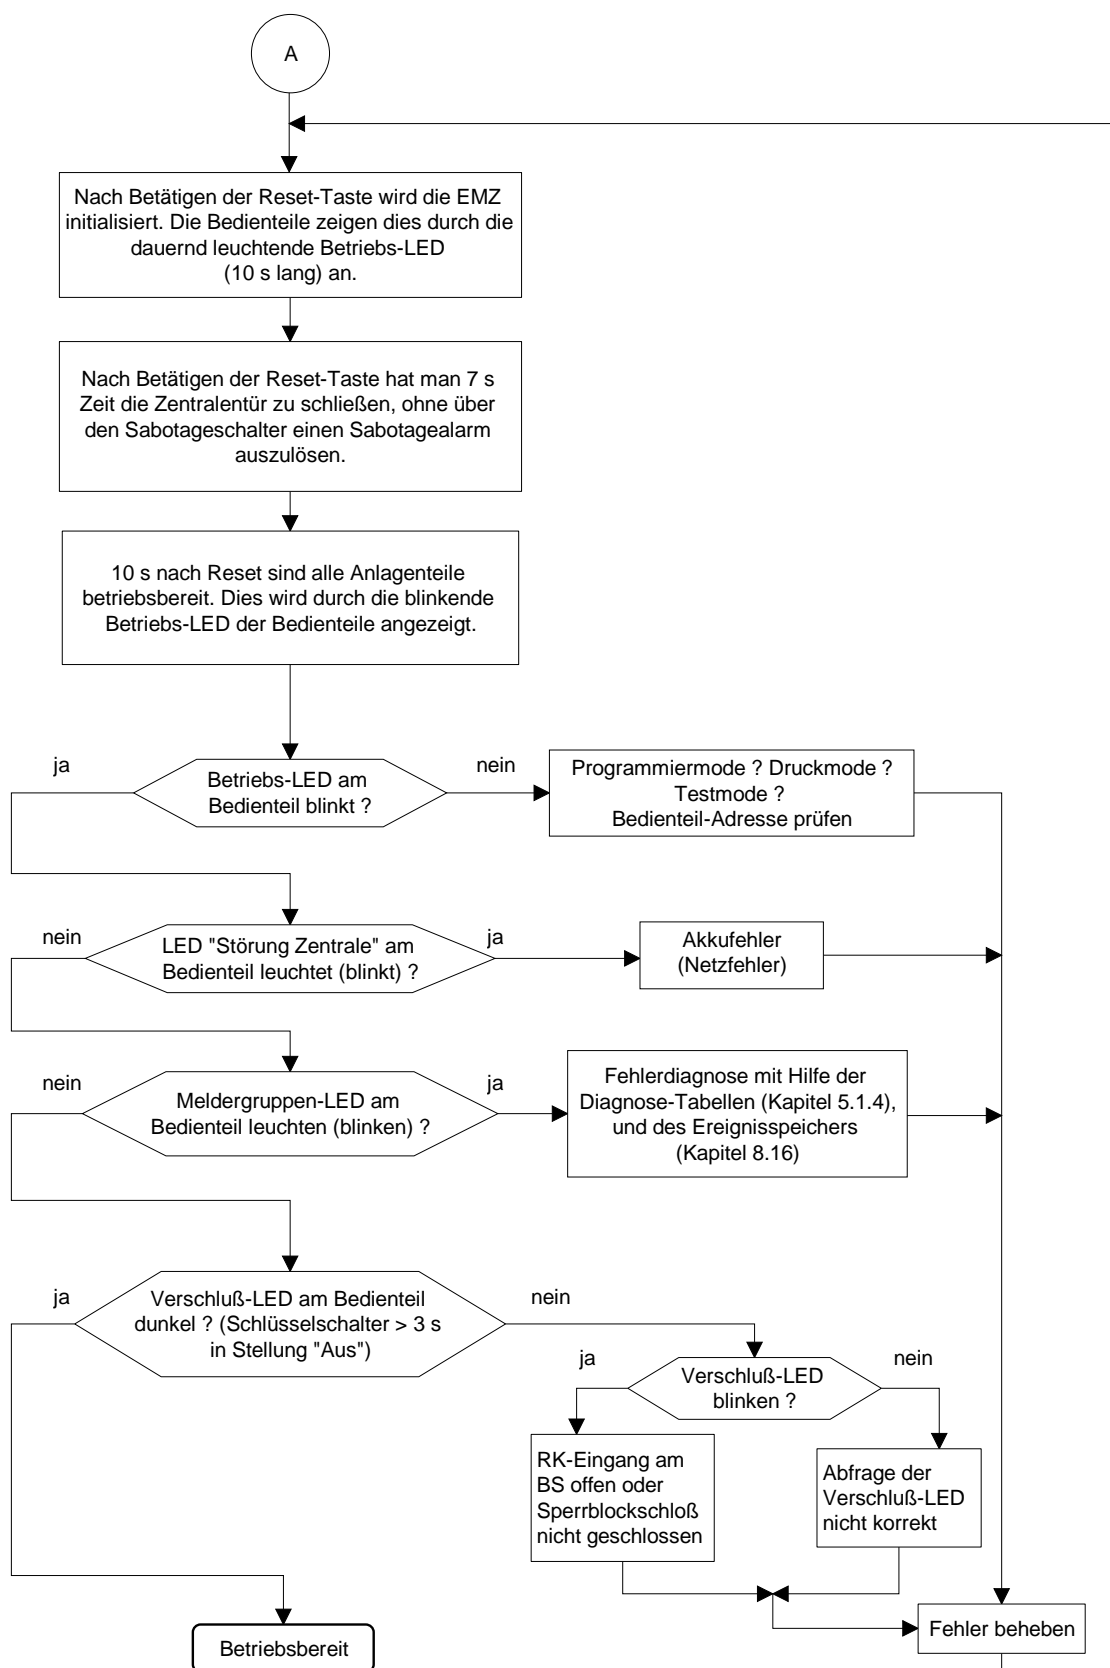 A
Nach Betätigen der Reset-Taste wird die EMZ
initialisiert. Die Bedienteile zeigen dies durch die
dauernd leuchtende Betriebs-LED
(10 s lang) an.
Nach Betätigen der Reset-Taste hat man 7 s
Zeit die Zentralentür zu schließen, ohne über
den Sabotageschalter einen Sabotagealarm
auszulösen.
10 s nach Reset sind alle Anlagenteile
betriebsbereit. Dies wird durch die blinkende
Betriebs-LED der Bedienteile angezeigt.
ja
Betriebs-LED am
Bedienteil blinkt ?
nein
Programmiermode ? Druckmode ?
Testmode ?
Bedienteil-Adresse prüfen
nein
LED "Störung Zentrale" am
Bedienteil leuchtet (blinkt) ?
ja
Akkufehler
(Netzfehler)
nein
Meldergruppen-LED am
Bedienteil leuchten (blinken) ?
ja
Fehlerdiagnose mit Hilfe der
Diagnose-Tabellen (Kapitel 5.1.4),
und des Ereignisspeichers
(Kapitel 8.16)
ja
Verschluß-LED am Bedienteil
dunkel ? (Schlüsselschalter > 3 s
in Stellung "Aus")
nein
ja
Verschluß-LED
blinken ?
nein
RK-Eingang am
BS offen oder
Sperrblockschloß
nicht geschlossen
Abfrage der
Verschluß-LED
nicht korrekt
Fehler beheben
Betriebsbereit